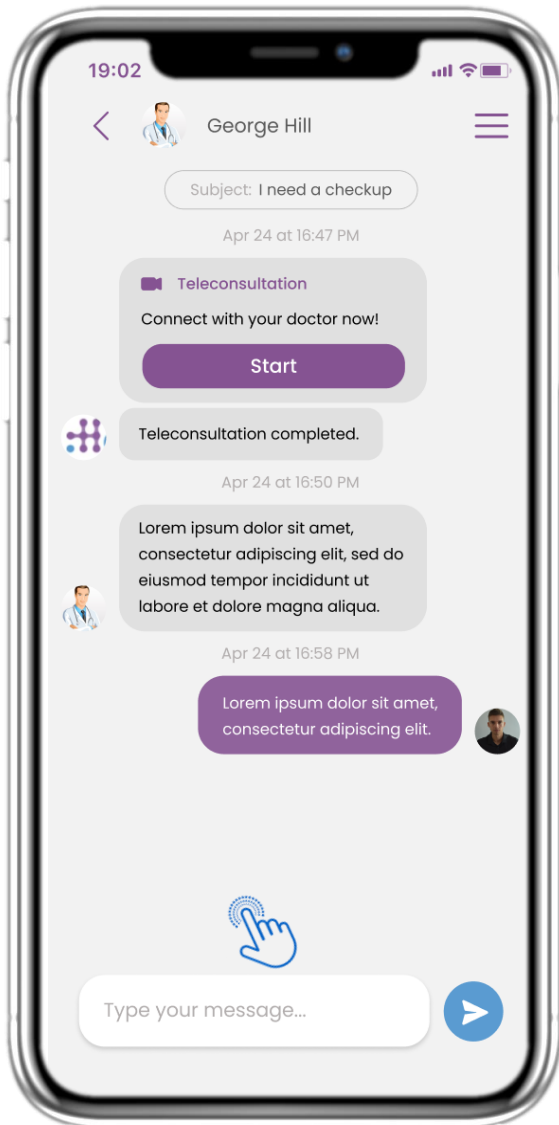 19:02
George Hill
Subject: I need a checkup
Apr 24 at 16:47 PM
Teleconsultation
Connect with your doctor now!
Start
Teleconsultation completed.
Apr 24 at 16:50 PM
Lorem ipsum dolor sit amet,
consectetur adipiscing elit, sed do
eiusmod tempor incididunt ut
labore et dolore magna aliqua.
Apr 24 at 16:58 PM
Lorem ipsum dolor sit amet,
consectetur adipiscing elit.
Type your message...